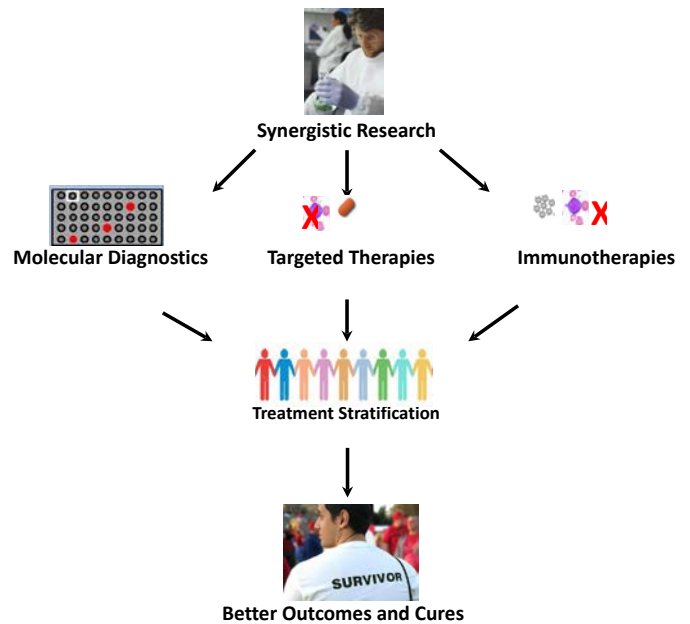 Synergistic Research
X
X
Molecular Diagnostics
Targeted Therapies
Immunotherapies
Treatment Stratification
SURVIVOR
Better Outcomes and Cures